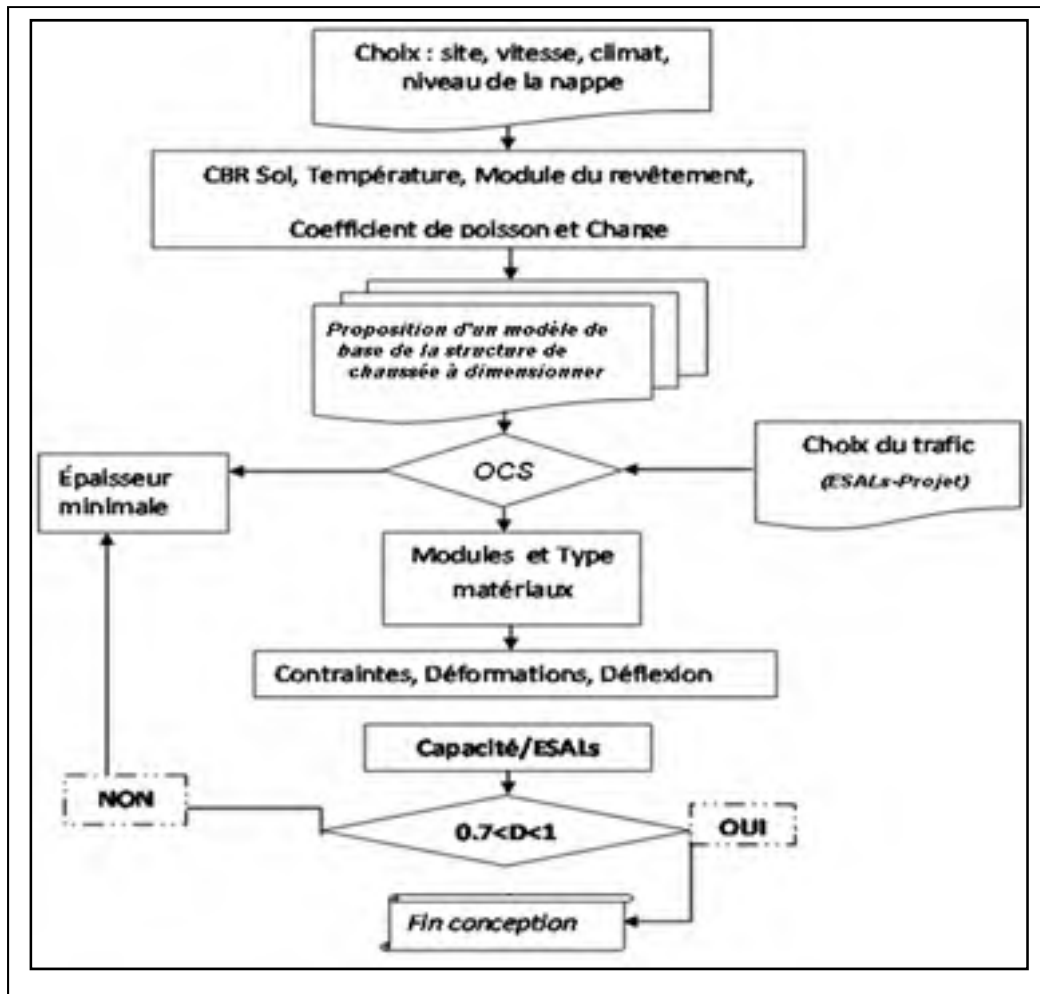 Choix : site, vitesse, climat,
niveau de la nappe
CBR Sol, Température, Module du revêtement,
Coefficient de poisson et Charge
Proposition d'un modèle de
base de la structure de
chaussée à dimensionner
OCS
Choix du trafic
(ESALs-Projet)
Épaisseur
minimale
Modules et Type
matériaux
Contraintes, Déformations, Déflexion
Capacité/ESALs
NON
0.7<D<1
OUI
Fin conception